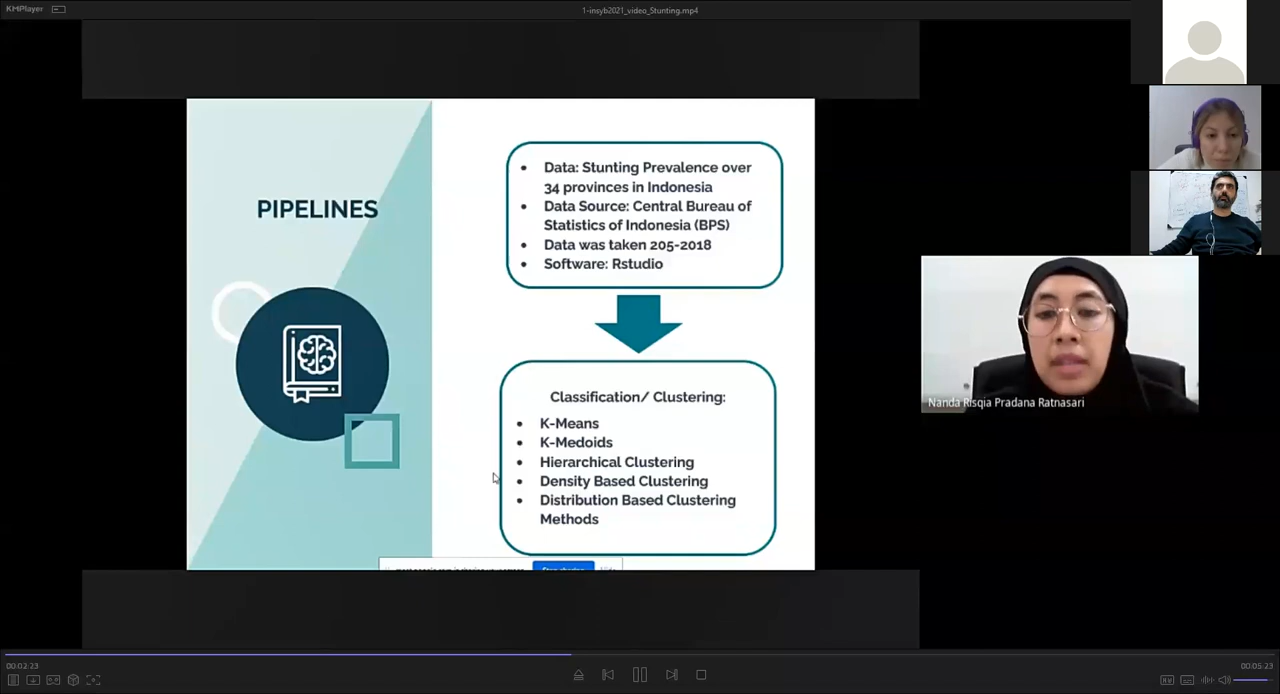 KMPlayer
1-insyb2021_video_Stunting.mp4
PIPELINES
• Data: Stunting Prevalence over
34 provinces in Indonesia
• Data Source: Central Bureau of
Statistics of Indonesia (BPS)
• Data was taken 205-2018
• Software: Rstudio
Classification/ Clustering:
• K-Means
• K-Medoids
• Hierarchical Clustering
• Density Based Clustering
• Distribution Based Clustering
Methods
Nanda Risqia Pradana Ratnasari
00:02:23
00:05:23